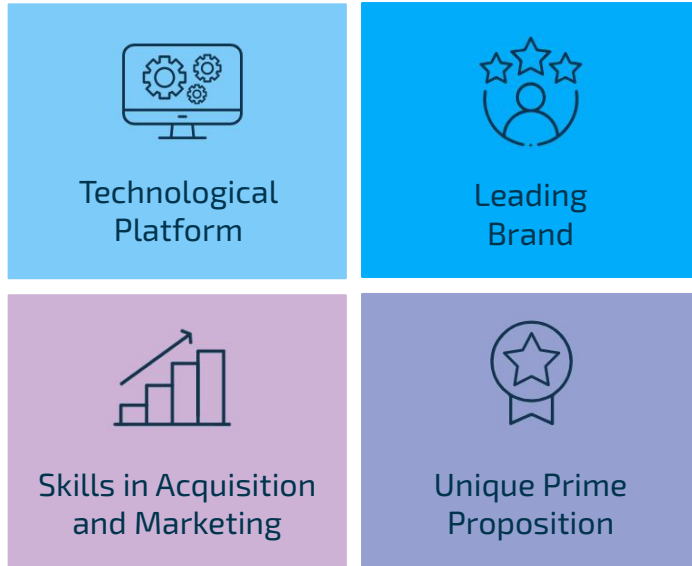 Technological
Platform
Leading
Brand
Skills in Acquisition
and Marketing
Unique Prime
Proposition